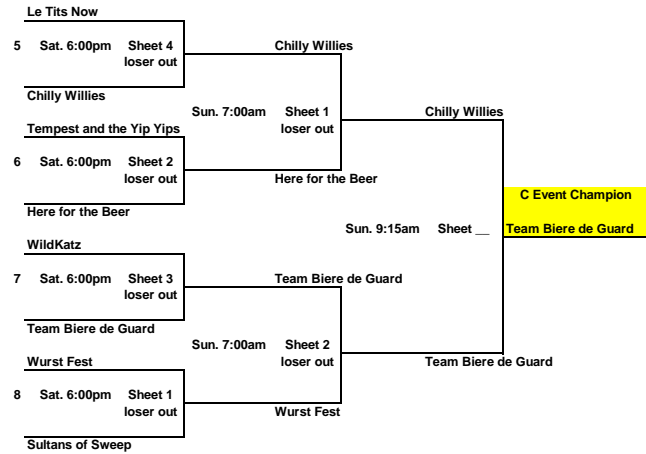 Le Tits Now
5 Sat. 6:00pm Sheet 4 Chilly Willies
loser out
Chilly Willies
Sun. 7:00am Sheet 1 Chilly Willies
loser out
Tempest and the Yip Yips
6 Sat. 6:00pm Sheet 2
loser out Here for the Beer
Here for the Beer
C Event Champion
Sun. 9:15am Sheet __ Team Biere de Guard
WildKatz
7 Sat. 6:00pm Sheet 3 Team Biere de Guard
loser out
Team Biere de Guard
Sun. 7:00am Sheet 2
loser out Team Biere de Guard
Wurst Fest
8 Sat. 6:00pm Sheet 1
loser out Wurst Fest
Sultans of Sweep